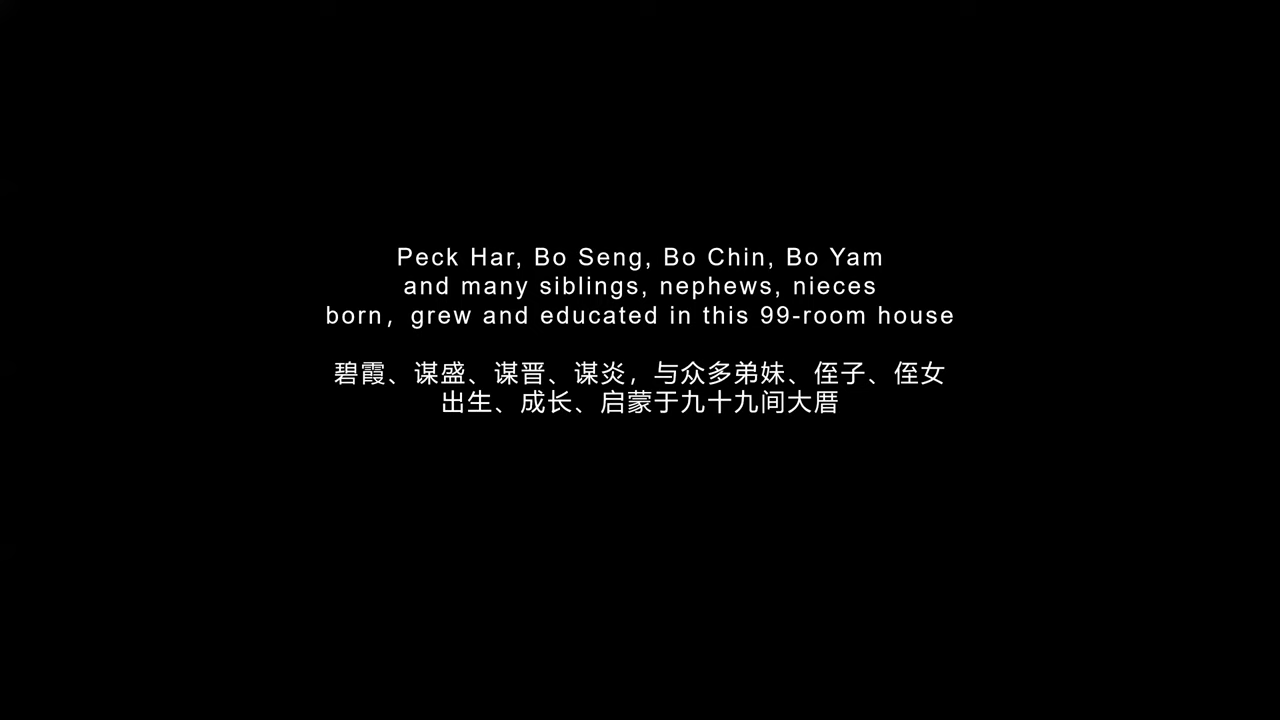 Peck Har, Bo Seng, Bo Chin, Bo Yam
and many siblings, nephews, nieces
born，grew and educated in this 99-room house
碧霞、谋盛、谋晋、谋炎，与众多弟妹、侄子、侄女
出生、成长、启蒙于九十九间大厝